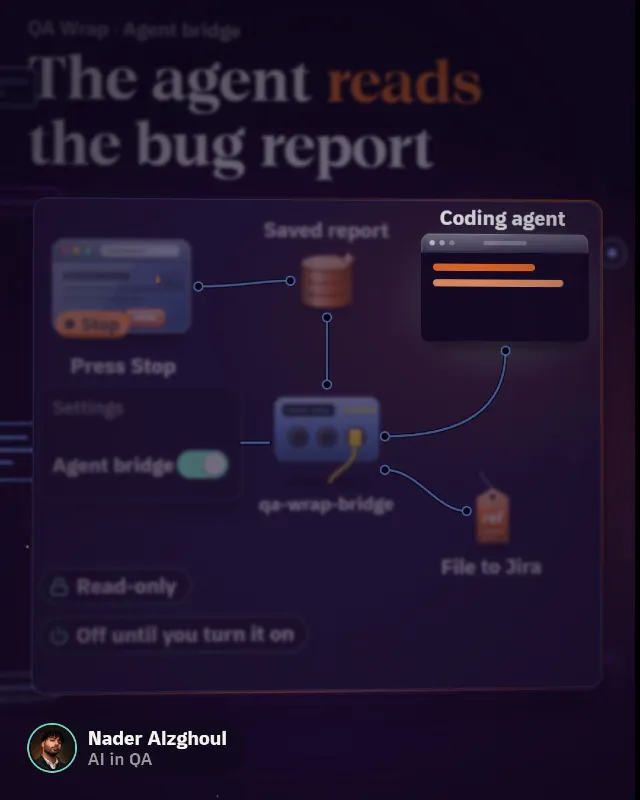 QA Wrap · Agent bridge
The agent reads
the bug report
Coding agent
Saved report
Stop
Press Stop
Settings
Agent bridge
qa-wrap-bridge
ref
File to Jira
Read-only
Off until you turn it on
Nader Alzghoul
AI in QA